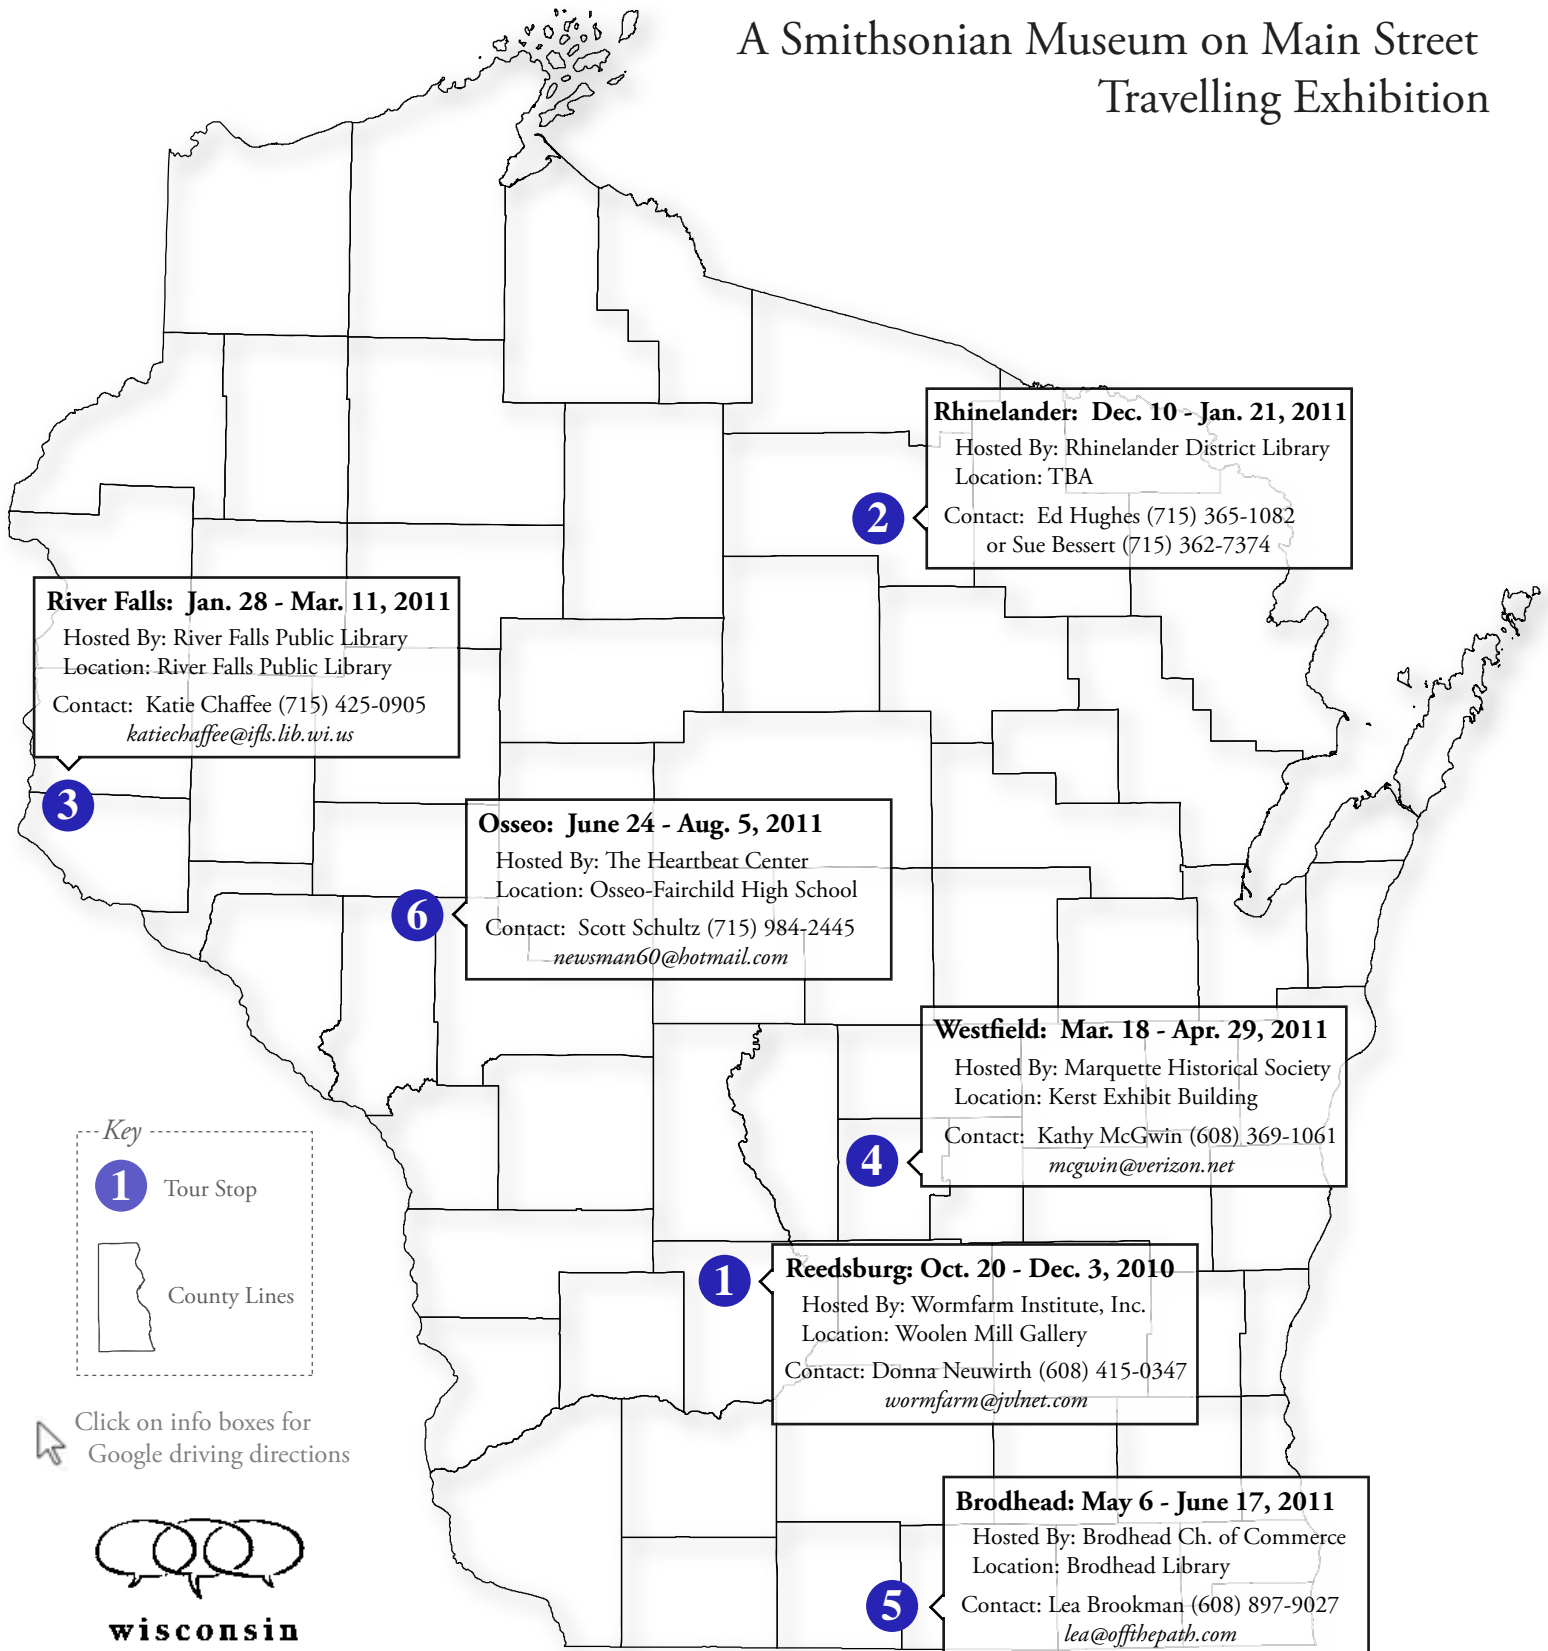 A Smithsonian Museum on Main Street
Travelling Exhibition
Rhinelander: Dec. 10 - Jan. 21, 2011
Hosted By: Rhinelander District Library
Location: TBA
Contact: Ed Hughes (715) 365-1082
or Sue Bessert (715) 362-7374
2
River Falls: Jan. 28 - Mar. 11, 2011
Hosted By: River Falls Public Library
Location: River Falls Public Library
Contact: Katie Chaffee (715) 425-0905
katiechaffee@ifls.lib.wi.us
3
Osseo: June 24 - Aug. 5, 2011
Hosted By: The Heartbeat Center
Location: Osseo-Fairchild High School
Contact: Scott Schultz (715) 984-2445
newsman60@hotmail.com
6
Westfield: Mar. 18 - Apr. 29, 2011
Hosted By: Marquette Historical Society
Location: Kerst Exhibit Building
Contact: Kathy McGwin (608) 369-1061
mcgwin@verizon.net
4
Key
1 Tour Stop
County Lines
Reedsburg: Oct. 20 - Dec. 3, 2010
Hosted By: Wormfarm Institute, Inc.
Location: Woolen Mill Gallery
Contact: Donna Neuwirth (608) 415-0347
wormfarm@jvlnet.com
1
Click on info boxes for
Google driving directions
Brodhead: May 6 - June 17, 2011
Hosted By: Brodhead Ch. of Commerce
Location: Brodhead Library
Contact: Lea Brookman (608) 897-9027
lea@offthepath.com
5
wisconsin